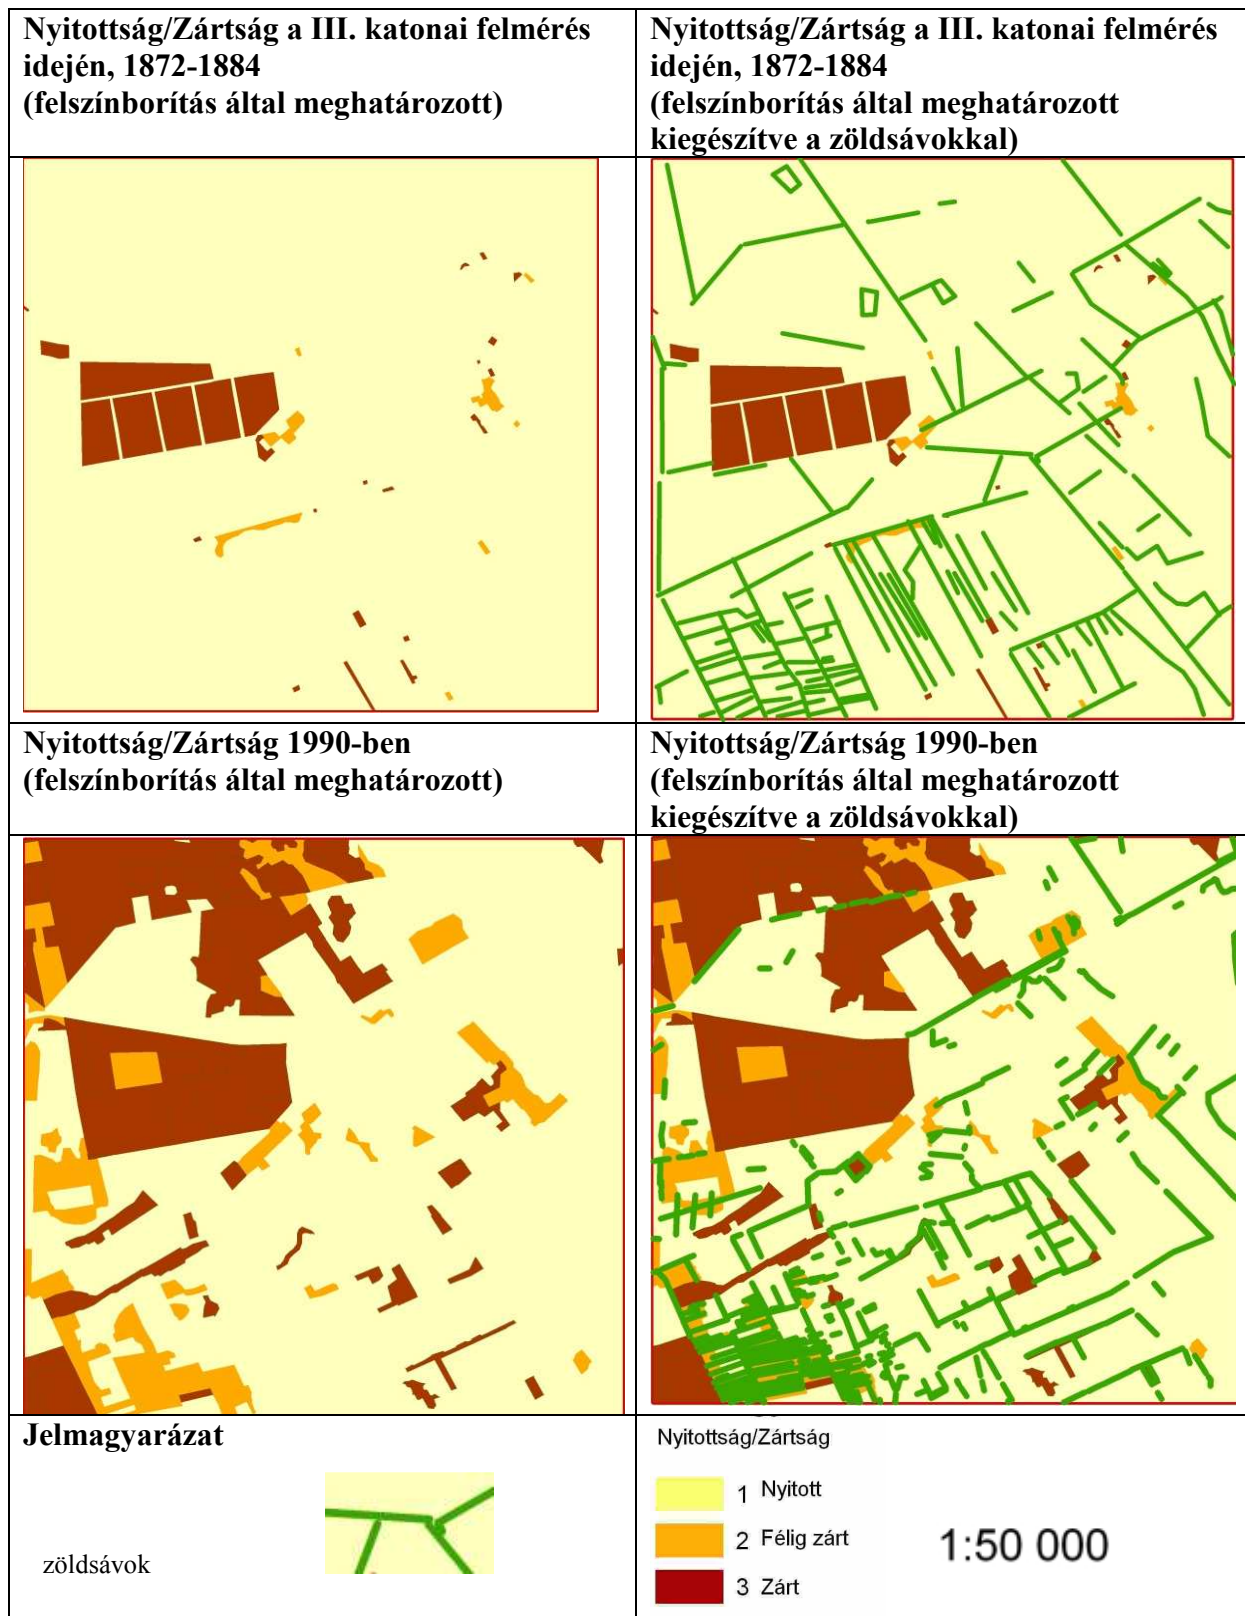 Nyitottság/Zártság a III. katonai felmérés
idején, 1872-1884
(felszínborítás által meghatározott)
Nyitottság/Zártság a III. katonai felmérés
idején, 1872-1884
(felszínborítás által meghatározott
kiegészítve a zöldsávokkal)
Nyitottság/Zártság 1990-ben
(felszínborítás által meghatározott)
Nyitottság/Zártság 1990-ben
(felszínborítás által meghatározott
kiegészítve a zöldsávokkal)
Jelmagyarázat
zöldsávok
Nyitottság/Zártság
1 Nyitott
2 Félig zárt
3 Zárt
1:50 000